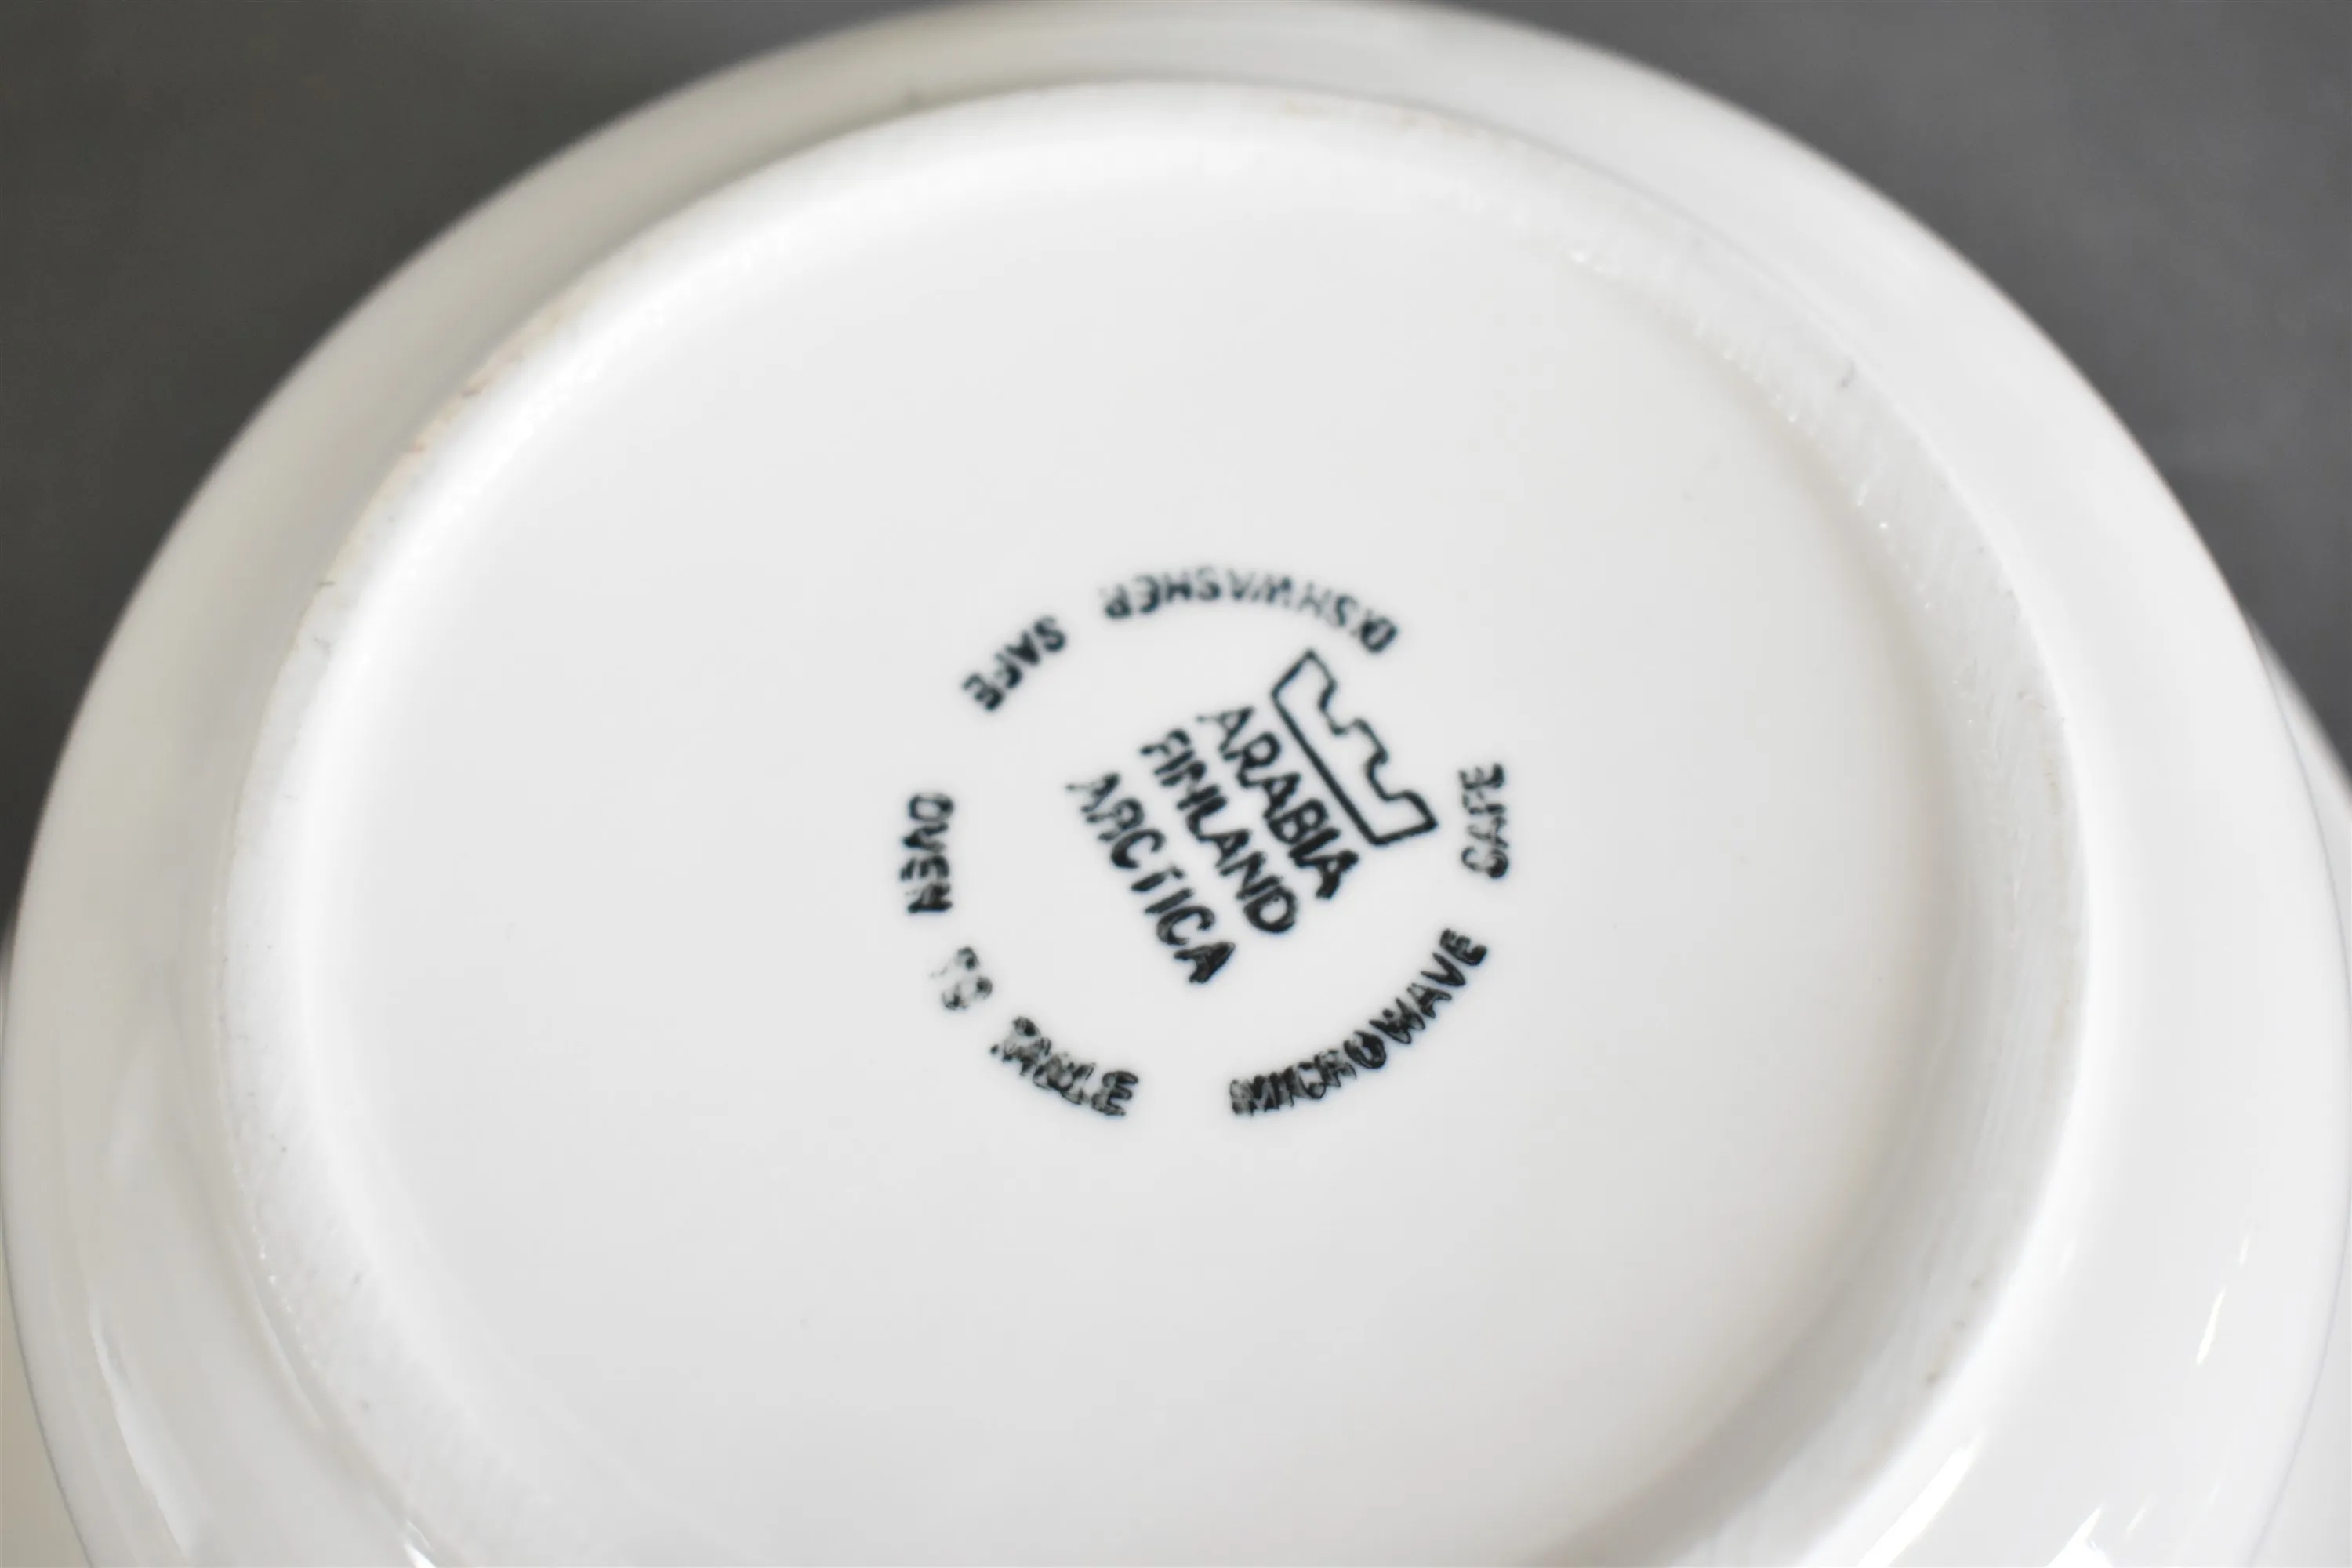 ARABIA
FINLAND
ARCTICA
DISHWASHER SAFE
OVEN TO TABLE
MICROWAVE SAFE